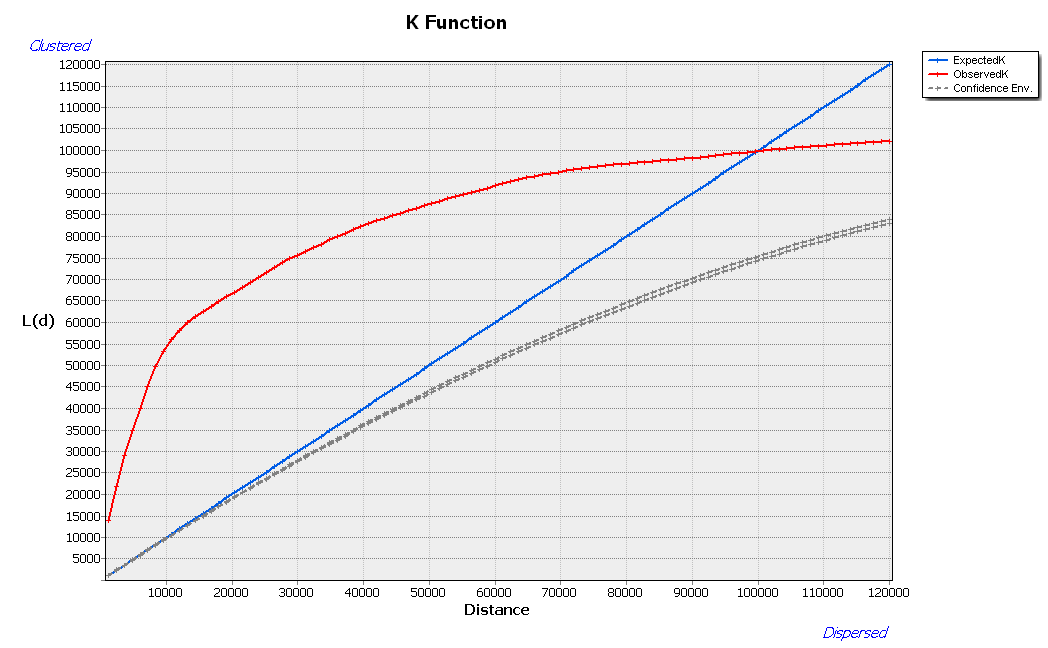 K Function
Clustered
120000
115000
110000
105000
100000
95000
90000
85000
80000
75000
70000
65000
60000
55000
50000
45000
40000
35000
30000
25000
20000
15000
10000
5000
L(d)
10000 20000 30000 40000 50000 60000 70000 80000 90000 100000 110000 120000
Distance
Dispersed
ExpectedK
ObservedK
Confidence Env.